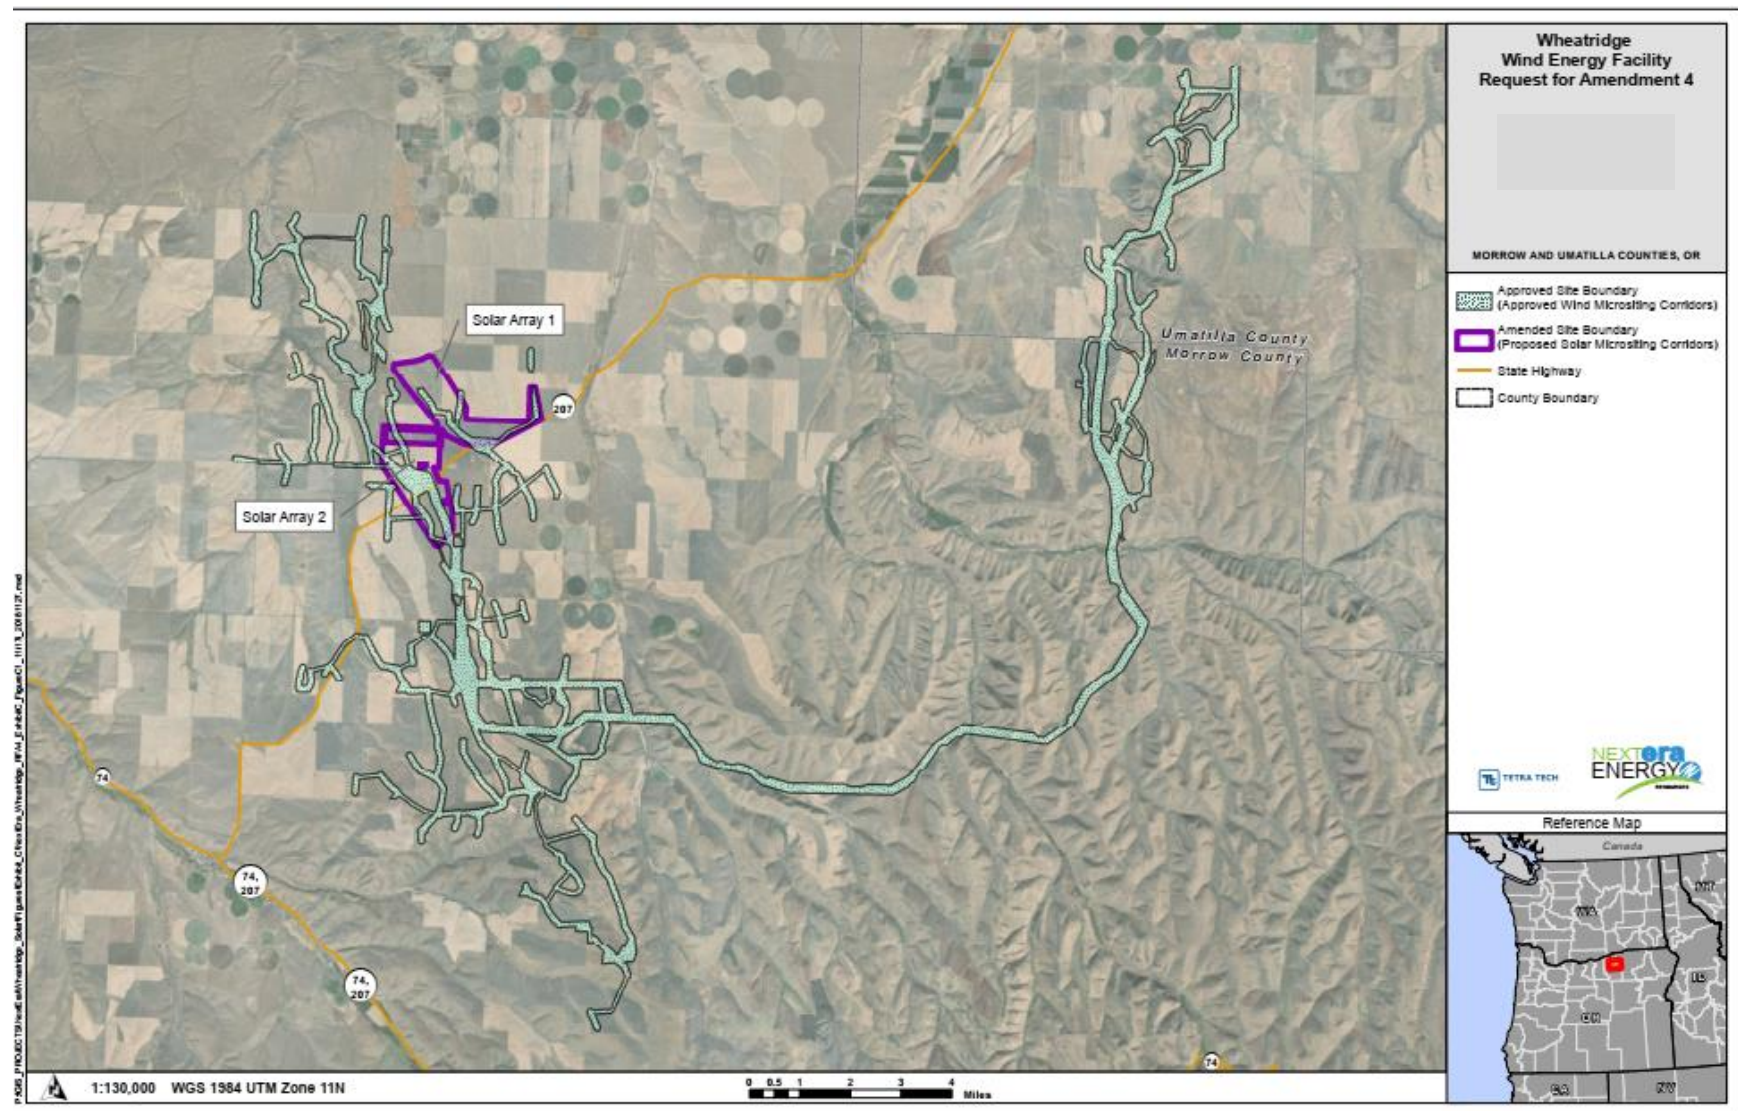 Wheatridge
Wind Energy Facility
Request for Amendment 4
MORROW AND UMATILLA COUNTIES, OR
Approved Site Boundary
(Approved Wind Micrositing Corridors)
Amended Site Boundary
(Proposed Solar Micrositing Corridors)
State Highway
County Boundary
Solar Array 1
Umatilla County
Morrow County
207
Solar Array 2
74
74,
207
74,
207
74
TETRA TECH
NEXTera
ENERGY
Reference Map
Canada
WA
MT
OR
ID
CA
NV
1:130,000 WGS 1984 UTM Zone 11N
0 0.5 1 2 3 4
Miles